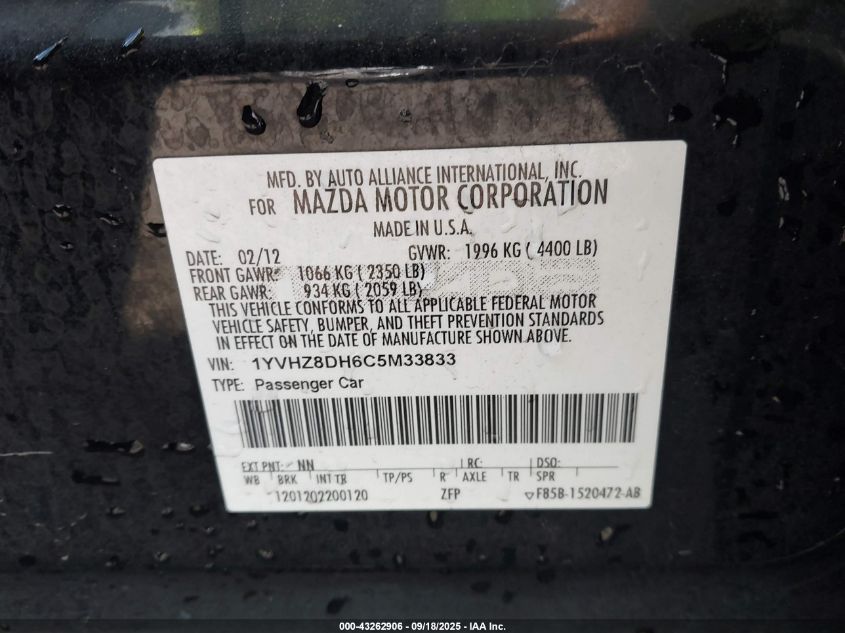 MFD. BY AUTO ALLIANCE INTERNATIONAL, INC.
FOR MAZDA MOTOR CORPORATION
MADE IN U.S.A.
DATE: 02/12 GVWR: 1996 KG ( 4400 LB)
FRONT GAWR: 1066 KG ( 2350 LB)
REAR GAWR: 934 KG ( 2059 LB)
THIS VEHICLE CONFORMS TO ALL APPLICABLE FEDERAL MOTOR
VEHICLE SAFETY, BUMPER, AND THEFT PREVENTION STANDARDS
IN EFFECT ON THE DATE OF MANUFACTURE SHOWN ABOVE.
VIN: 1YVHZ8DH6C5M33833
TYPE: Passenger Car
EXT PNT: NN RC: DSO:
WB BRK INT TR TP/PS R AXLE TR SPR
1201202200120 ZFP F85B-1520472-AB
000-43262906 - 09/18/2025 - IAA Inc.